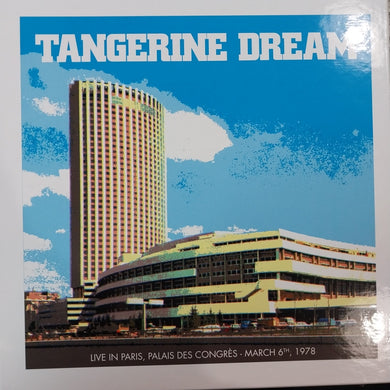 TANGERINE DREAM
LIVE IN PARIS, PALAIS DES CONGRÈS - MARCH 6TH, 1978